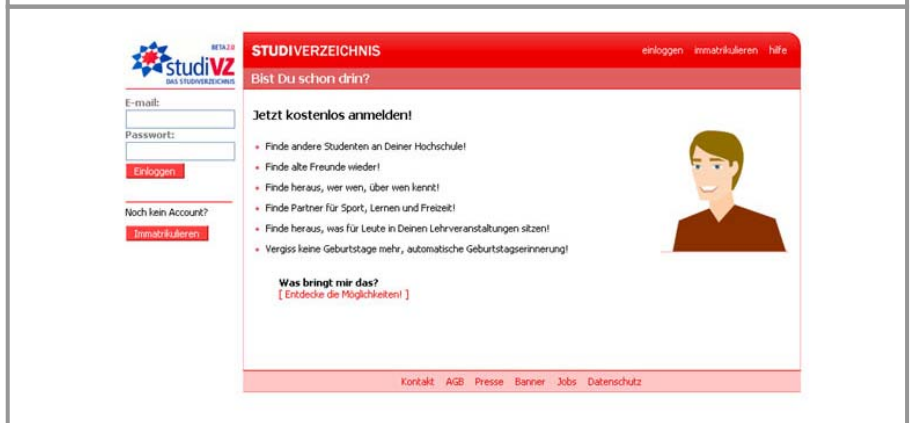 BETA 2.0
studiVZ
DAS STUDIVERZEICHNIS
E-mail:
Passwort:
Einloggen
Noch kein Account?
Immatrikulieren
STUDIVERZEICHNIS
einloggen immatrikulieren hilfe
Bist Du schon drin?
Jetzt kostenlos anmelden!
Finde andere Studenten an Deiner Hochschule!
Finde alte Freunde wieder!
Finde heraus, wer wen, über wen kennt!
Finde Partner für Sport, Lernen und Freizeit!
Finde heraus, was für Leute in Deinen Lehrveranstaltungen sitzen!
Vergiss keine Geburtstage mehr, automatische Geburtstagserinnerung!
Was bringt mir das?
[ Entdecke die Möglichkeiten! ]
Kontakt AGB Presse Banner Jobs Datenschutz